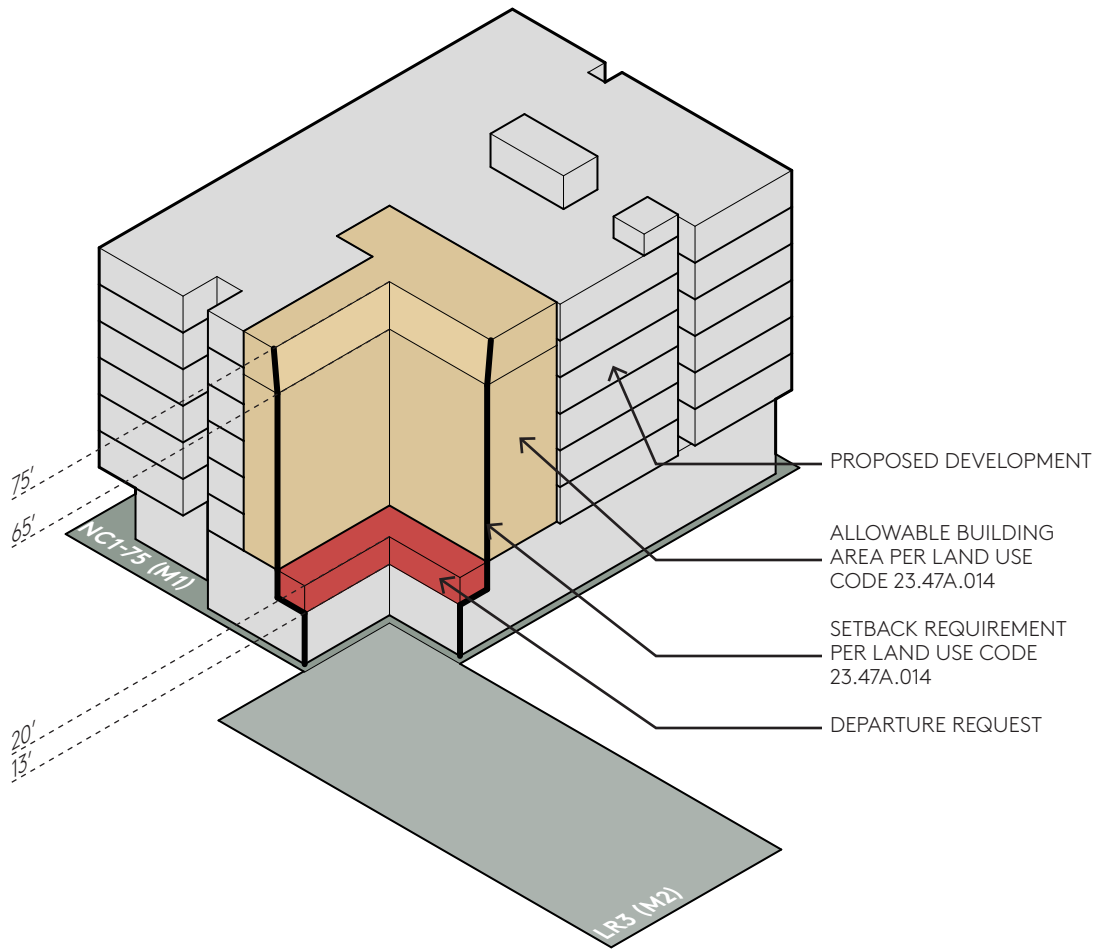 75'
65'
NC1-75 (M1)
20'
13'
PROPOSED DEVELOPMENT
ALLOWABLE BUILDING
AREA PER LAND USE
CODE 23.47A.014
SETBACK REQUIREMENT
PER LAND USE CODE
23.47A.014
DEPARTURE REQUEST
LR3 (M2)